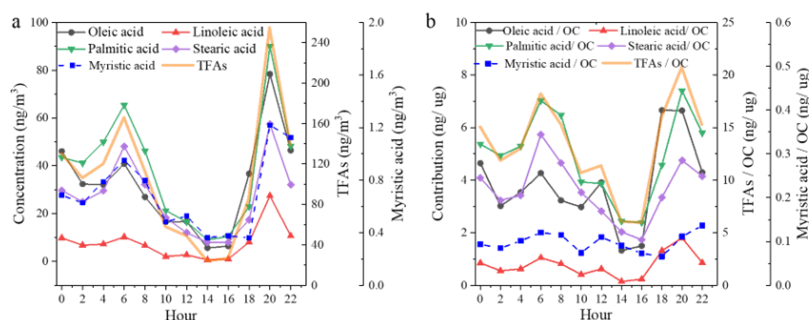 a
Oleic acid
Linoleic acid
Palmitic acid
Stearic acid
Myristic acid
TFAs
Concentration (ng/m³)
100
80
60
40
20
0
0 2 4 6 8 10 12 14 16 18 20 22
Hour
240
200
160
120
80
40
0
TFAs (ng/m³)
2.0
1.6
1.2
0.8
0.4
0.0
Myristic acid (ng/m³)
b
Oleic acid / OC
Linoleic acid/ OC
Palmitic acid/ OC
Stearic acid/ OC
Myristic acid / OC
TFAs / OC
Contribution (ng/ ug)
10
8
6
4
2
0
0 2 4 6 8 10 12 14 16 18 20 22
Hour
25
20
15
10
5
0
TFAs / OC (ng/ ug)
0.6
0.5
0.4
0.3
0.2
0.1
0.0
Myristic acid / OC (ng/ ug)